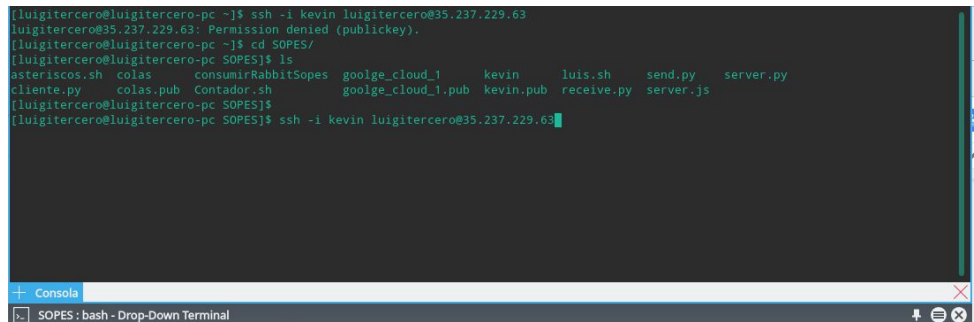 [luigitercero@luigitercero-pc ~]$ ssh -i kevin luigitercero@35.237.229.63
luigitercero@35.237.229.63: Permission denied (publickey).
[luigitercero@luigitercero-pc ~]$ cd SOPES/
[luigitercero@luigitercero-pc SOPES]$ ls
asteriscos.sh colas consumirRabbitSopes goolge_cloud_1 kevin luis.sh send.py server.py
cliente.py colas.pub Contador.sh goolge_cloud_1.pub kevin.pub receive.py server.js
[luigitercero@luigitercero-pc SOPES]$
[luigitercero@luigitercero-pc SOPES]$ ssh -i kevin luigitercero@35.237.229.63
Consola
SOPES : bash - Drop-Down Terminal